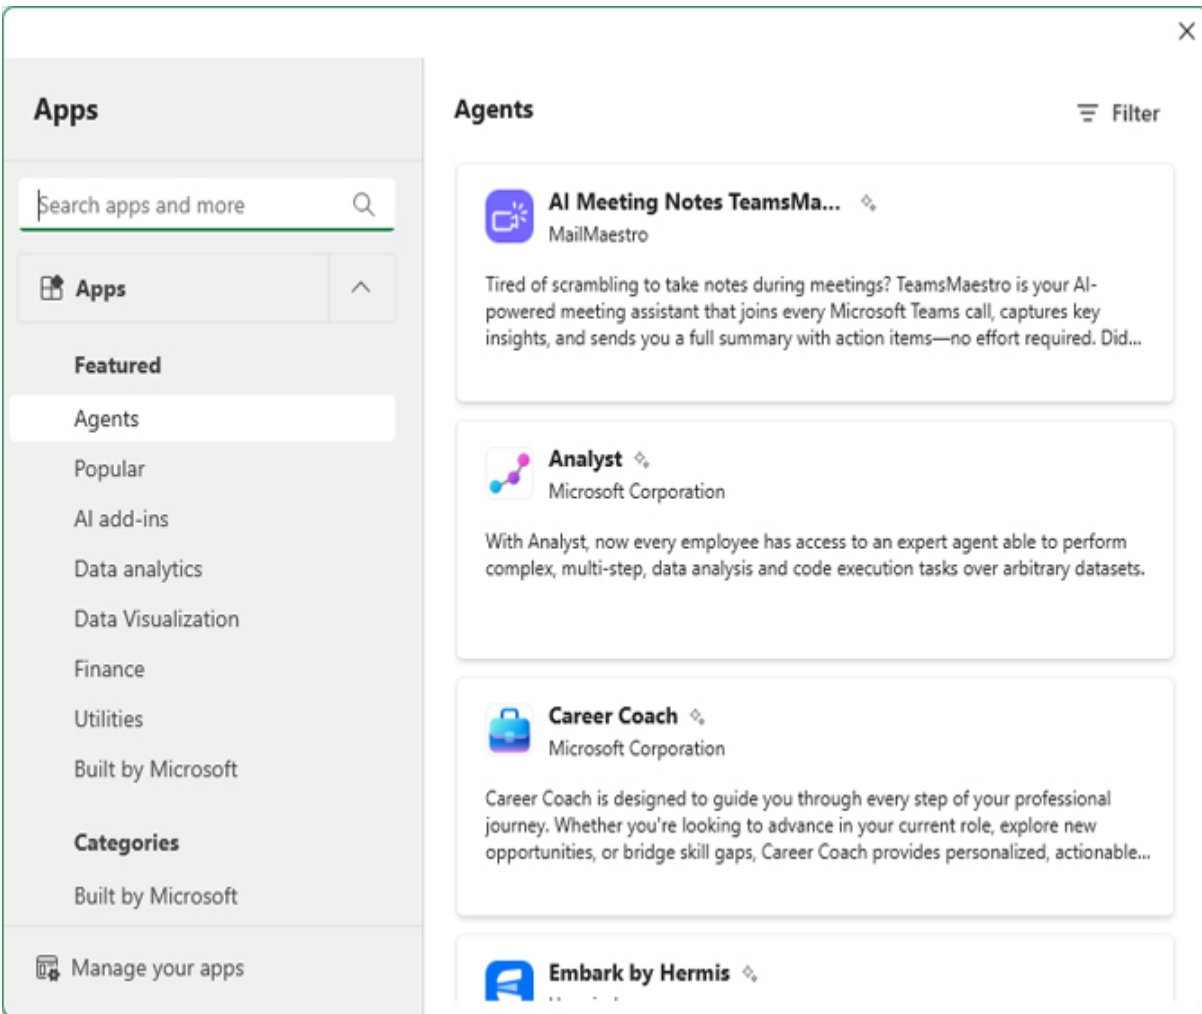 Apps
Search apps and more
Apps
Featured
Agents
Popular
AI add-ins
Data analytics
Data Visualization
Finance
Utilities
Built by Microsoft
Categories
Built by Microsoft
Manage your apps
Agents
Filter
AI Meeting Notes TeamsMa...
MailMaestro
Tired of scrambling to take notes during meetings? TeamsMaestro is your AI-
powered meeting assistant that joins every Microsoft Teams call, captures key
insights, and sends you a full summary with action items—no effort required. Did...
Analyst
Microsoft Corporation
With Analyst, now every employee has access to an expert agent able to perform
complex, multi-step, data analysis and code execution tasks over arbitrary datasets.
Career Coach
Microsoft Corporation
Career Coach is designed to guide you through every step of your professional
journey. Whether you're looking to advance in your current role, explore new
opportunities, or bridge skill gaps, Career Coach provides personalized, actionable...
Embark by Hermis